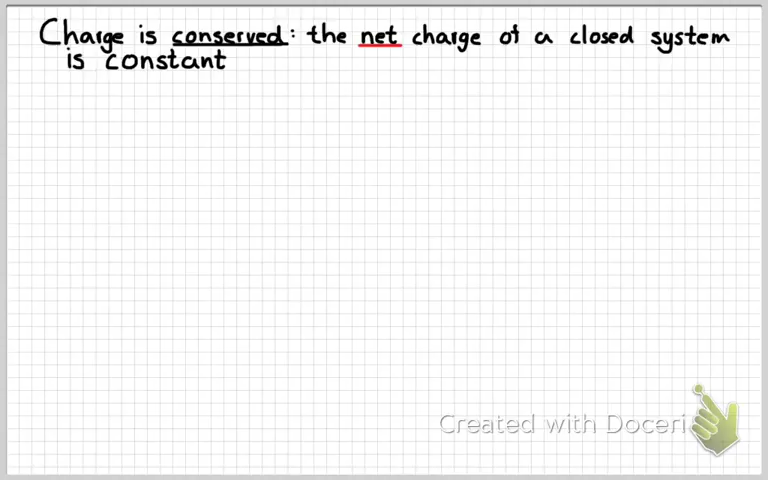 Charge is conserved: the net charge of a closed system
is constant
Created with Doceri